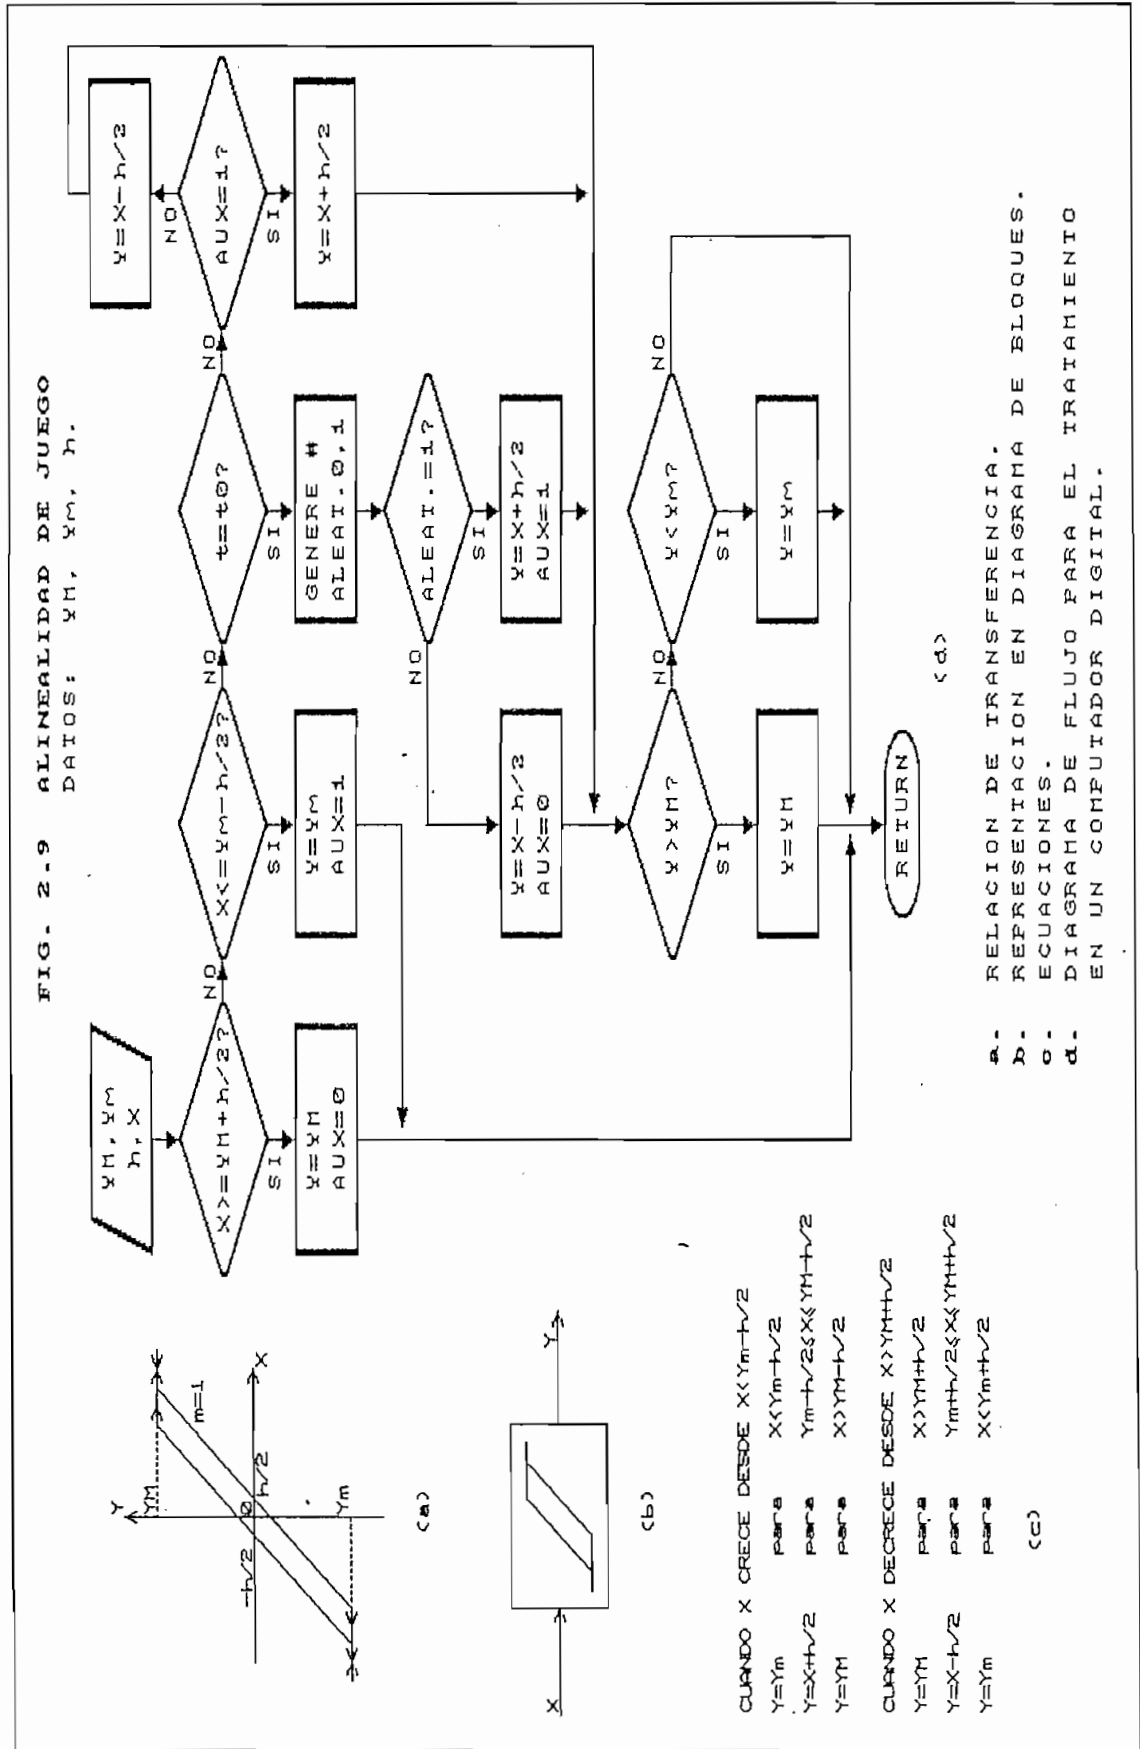 FIG. 2.9 ALINEALIDAD DE JUEGO
DATOS: YM, Ym, h.
Y
YM
m=1
-h/2
0
h/2
X
Ym
(a)
X
Y
(b)
CUANDO X CRECE DESDE X<Ym-h/2
Y=Ym para X<Ym-h/2
Y=X+h/2 para Ym-h/2≤X≤YM-h/2
Y=YM para X>YM-h/2
CUANDO X DECRECE DESDE X>YM+h/2
Y=YM para X>YM+h/2
Y=X-h/2 para Ym+h/2≤X≤YM+h/2
Y=Ym para X<Ym+h/2
(c)
YM,Ym
h,X
X>=YM+h/2?
NO
SI
Y=YM
AUX=0
X<=Ym-h/2?
NO
SI
Y=Ym
AUX=1
t=t0?
NO
SI
GENERE #
ALEAT.0,1
AUX=1?
NO
Y=X-h/2
SI
Y=X+h/2
ALEAT.=1?
NO
SI
Y=X-h/2
AUX=0
Y=X+h/2
AUX=1
Y>YM?
NO
SI
Y=YM
Y<Ym?
NO
SI
Y=Ym
RETURN
(d)
a. RELACION DE TRANSFERENCIA.
b. REPRESENTACION EN DIAGRAMA DE BLOQUES.
c. ECUACIONES.
d. DIAGRAMA DE FLUJO PARA EL TRATAMIENTO
EN UN COMPUTADOR DIGITAL.